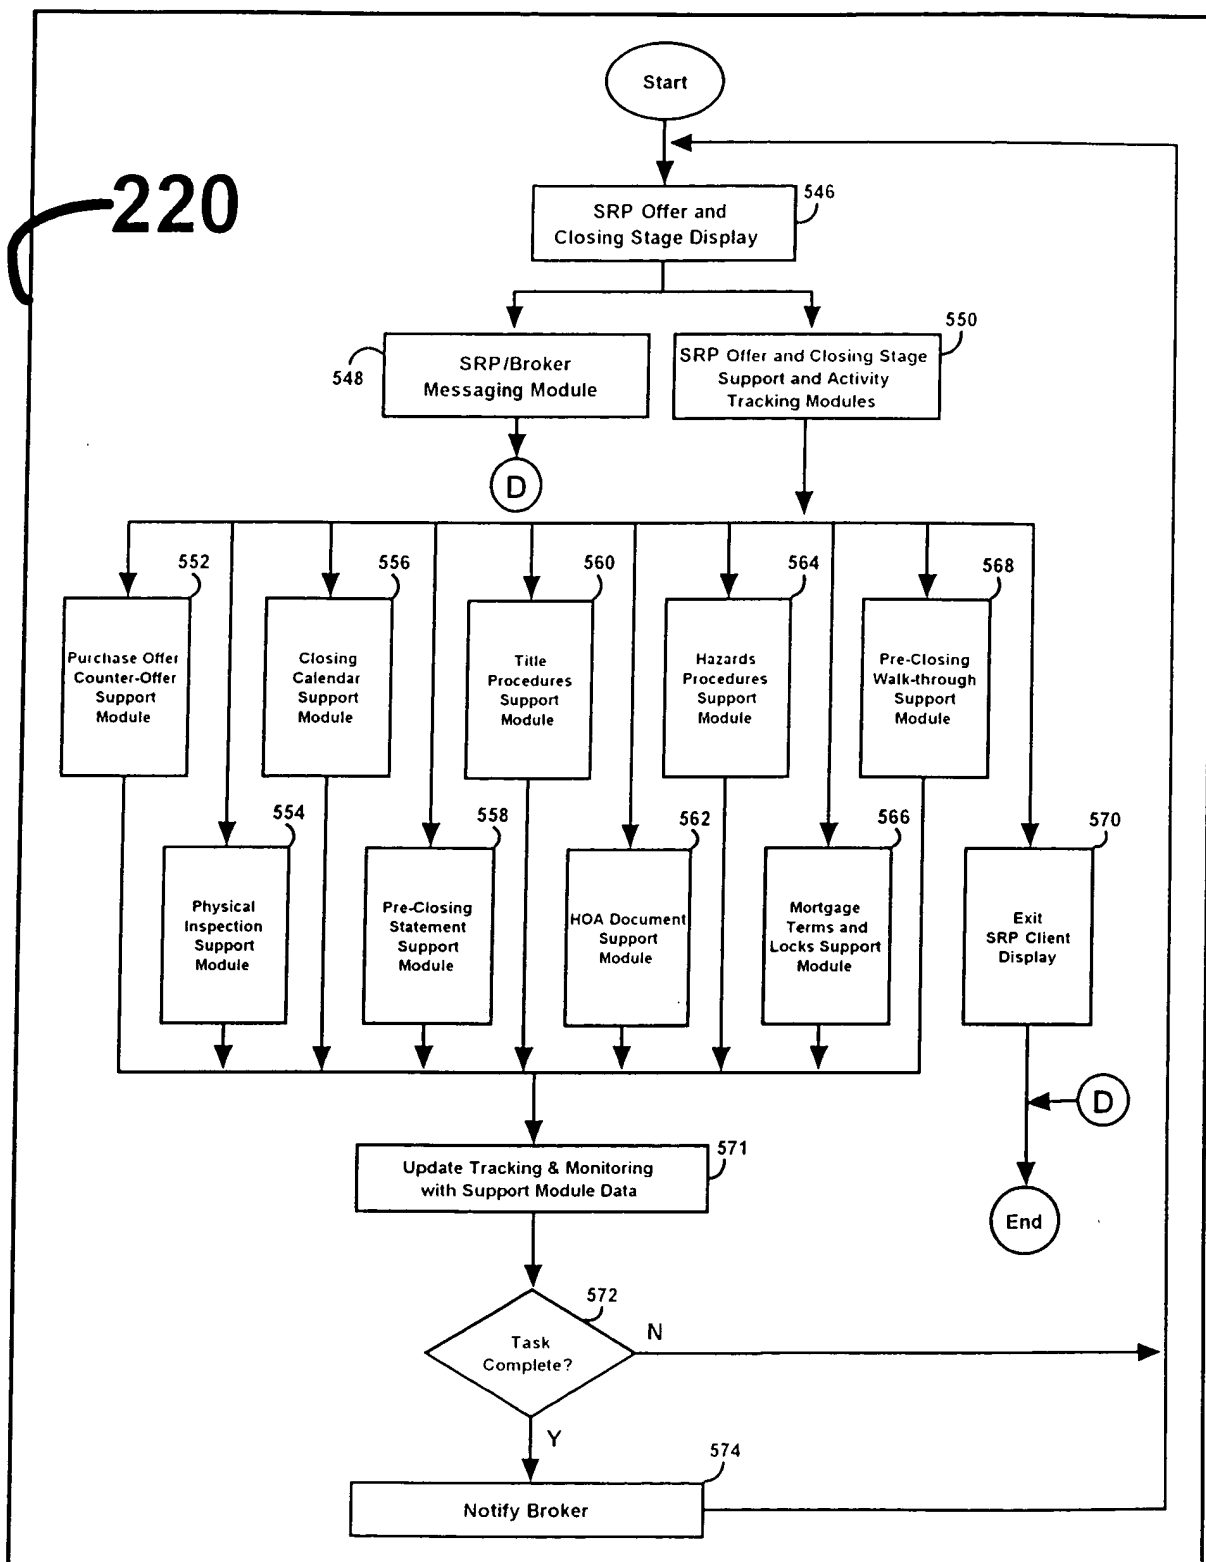 Start
220
546
SRP Offer and
Closing Stage Display
548
SRP/Broker
Messaging Module
550
SRP Offer and Closing Stage
Support and Activity
Tracking Modules
D
552
556
560
564
568
Purchase Offer
Counter-Offer
Support
Module
Closing
Calendar
Support
Module
Title
Procedures
Support
Module
Hazards
Procedures
Support
Module
Pre-Closing
Walk-through
Support
Module
554
558
562
566
570
Physical
Inspection
Support
Module
Pre-Closing
Statement
Support
Module
HOA Document
Support
Module
Mortgage
Terms and
Locks Support
Module
Exit
SRP Client
Display
D
571
Update Tracking & Monitoring
with Support Module Data
End
572
Task
Complete?
N
Y
574
Notify Broker